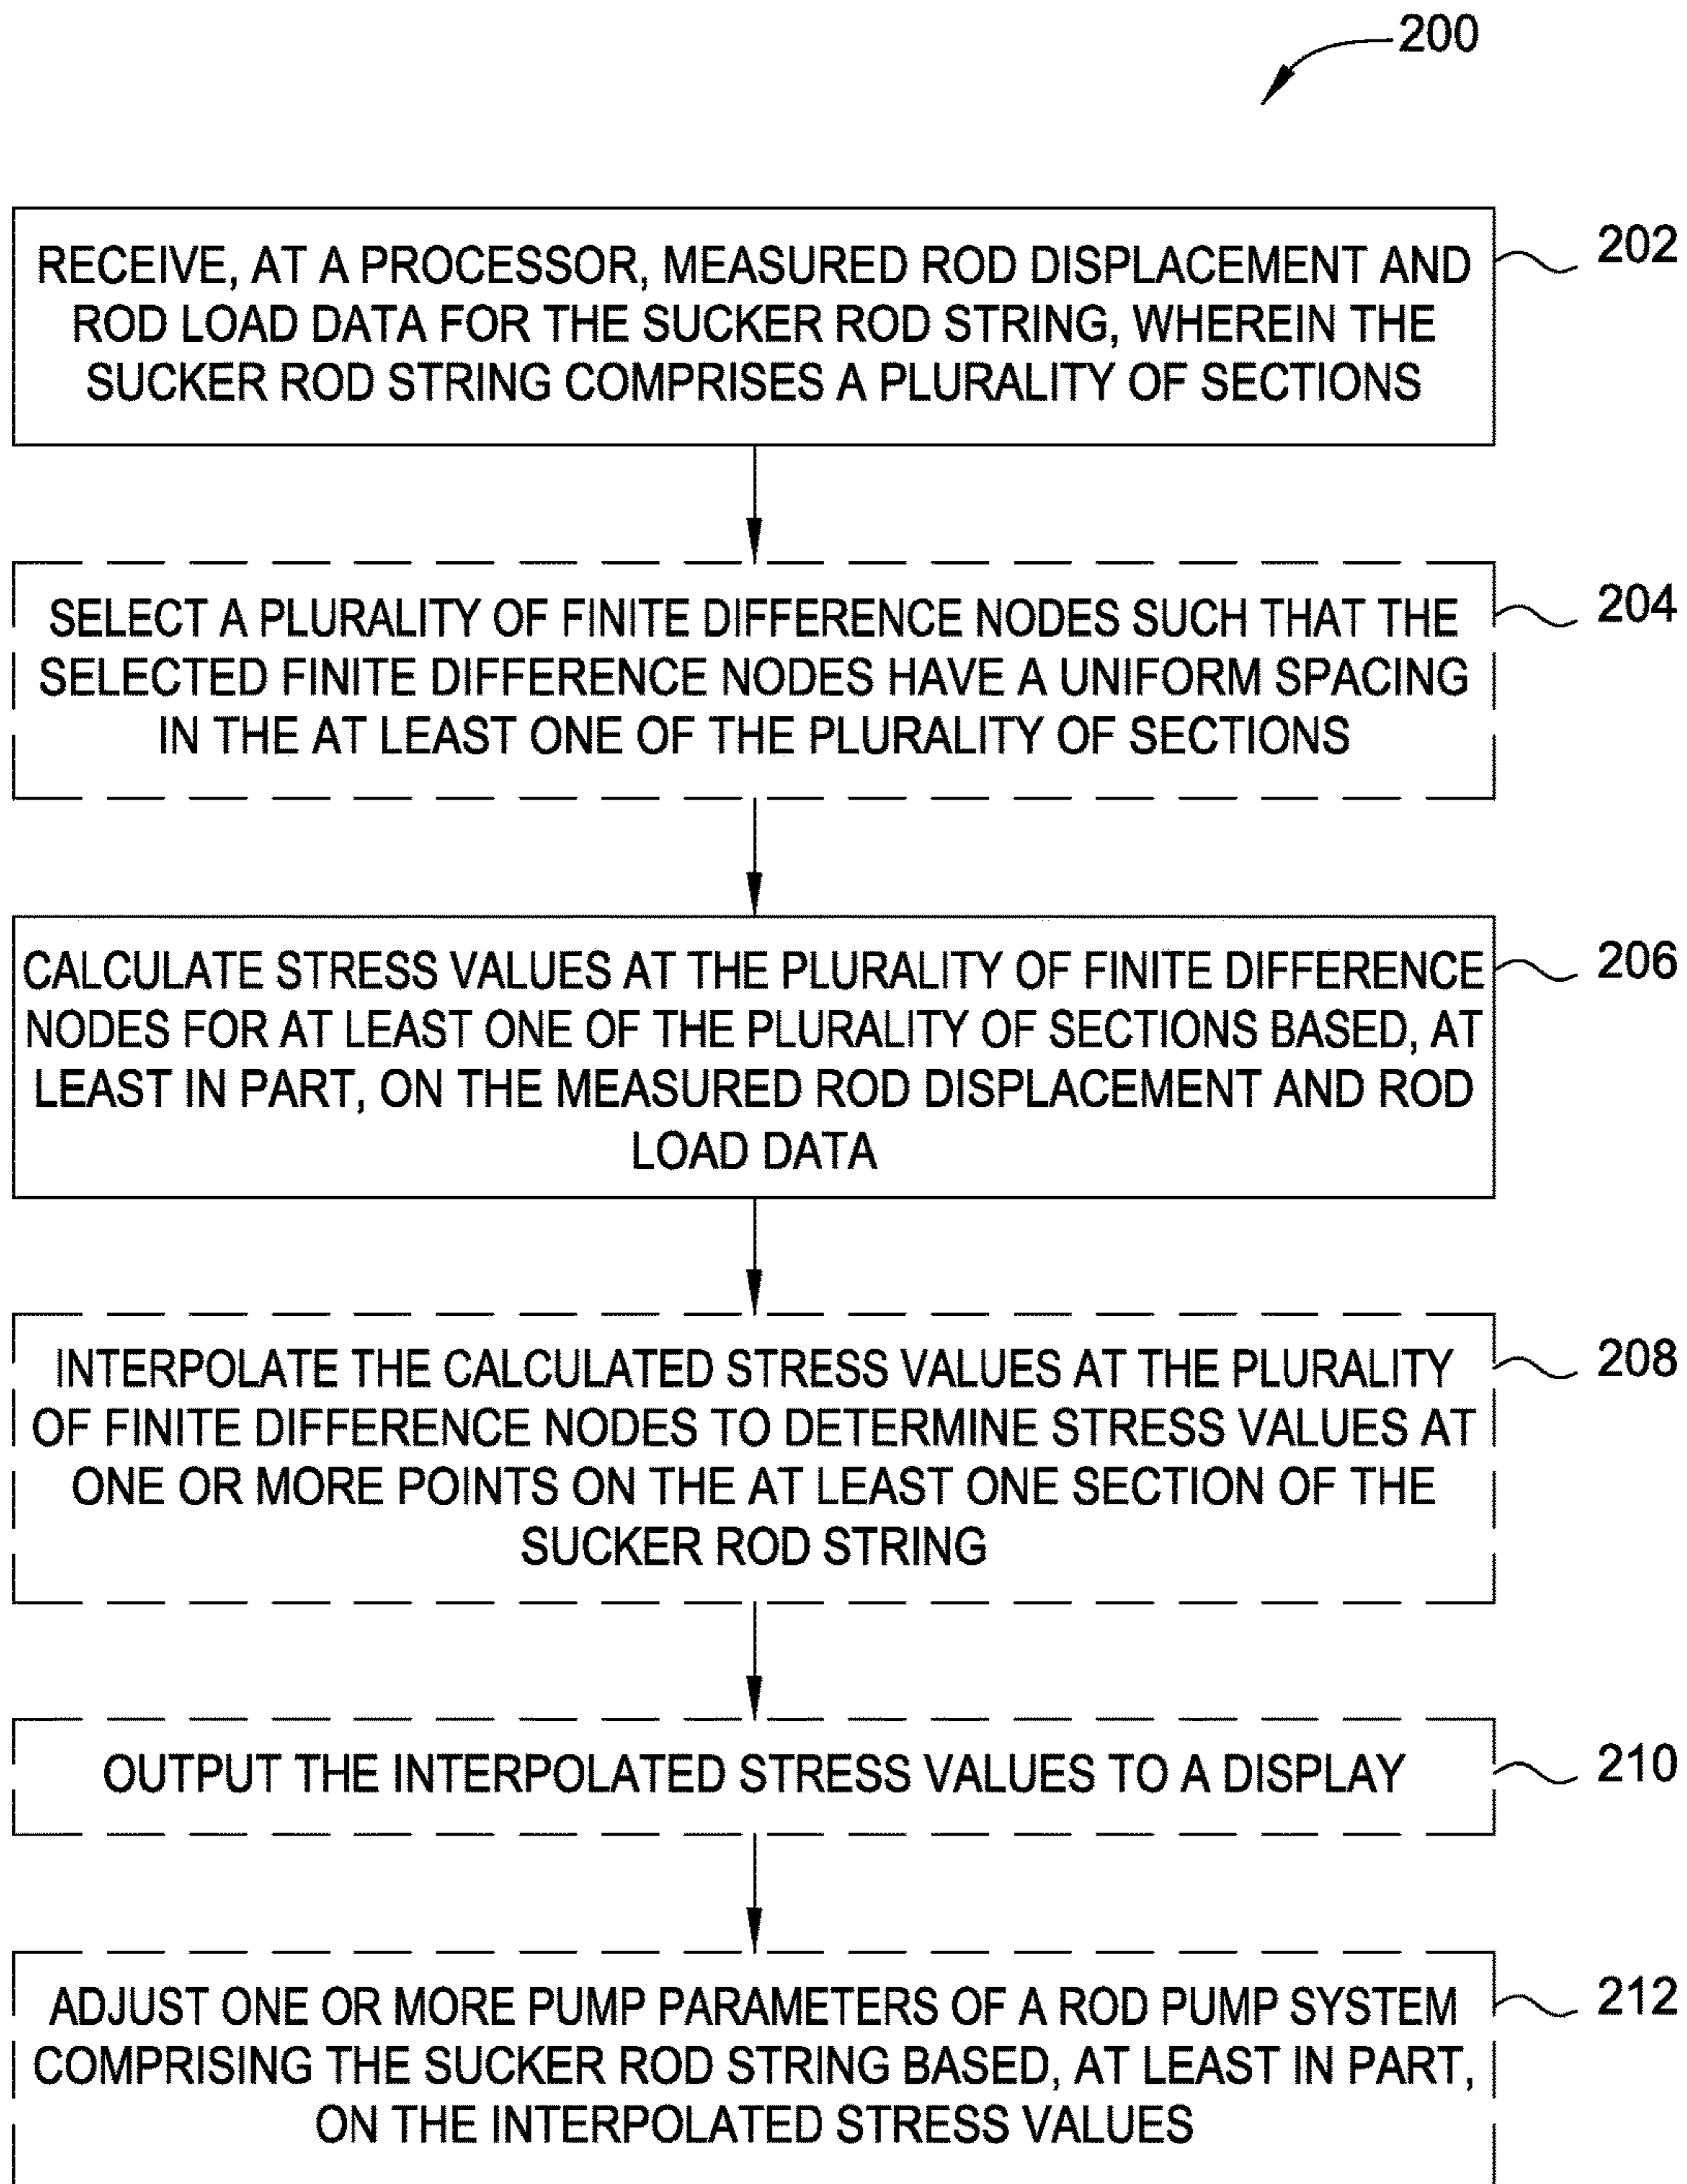 200
RECEIVE, AT A PROCESSOR, MEASURED ROD DISPLACEMENT AND
ROD LOAD DATA FOR THE SUCKER ROD STRING, WHEREIN THE
SUCKER ROD STRING COMPRISES A PLURALITY OF SECTIONS
202
SELECT A PLURALITY OF FINITE DIFFERENCE NODES SUCH THAT THE
SELECTED FINITE DIFFERENCE NODES HAVE A UNIFORM SPACING
IN THE AT LEAST ONE OF THE PLURALITY OF SECTIONS
204
CALCULATE STRESS VALUES AT THE PLURALITY OF FINITE DIFFERENCE
NODES FOR AT LEAST ONE OF THE PLURALITY OF SECTIONS BASED, AT
LEAST IN PART, ON THE MEASURED ROD DISPLACEMENT AND ROD
LOAD DATA
206
INTERPOLATE THE CALCULATED STRESS VALUES AT THE PLURALITY
OF FINITE DIFFERENCE NODES TO DETERMINE STRESS VALUES AT
ONE OR MORE POINTS ON THE AT LEAST ONE SECTION OF THE
SUCKER ROD STRING
208
OUTPUT THE INTERPOLATED STRESS VALUES TO A DISPLAY
210
ADJUST ONE OR MORE PUMP PARAMETERS OF A ROD PUMP SYSTEM
COMPRISING THE SUCKER ROD STRING BASED, AT LEAST IN PART,
ON THE INTERPOLATED STRESS VALUES
212